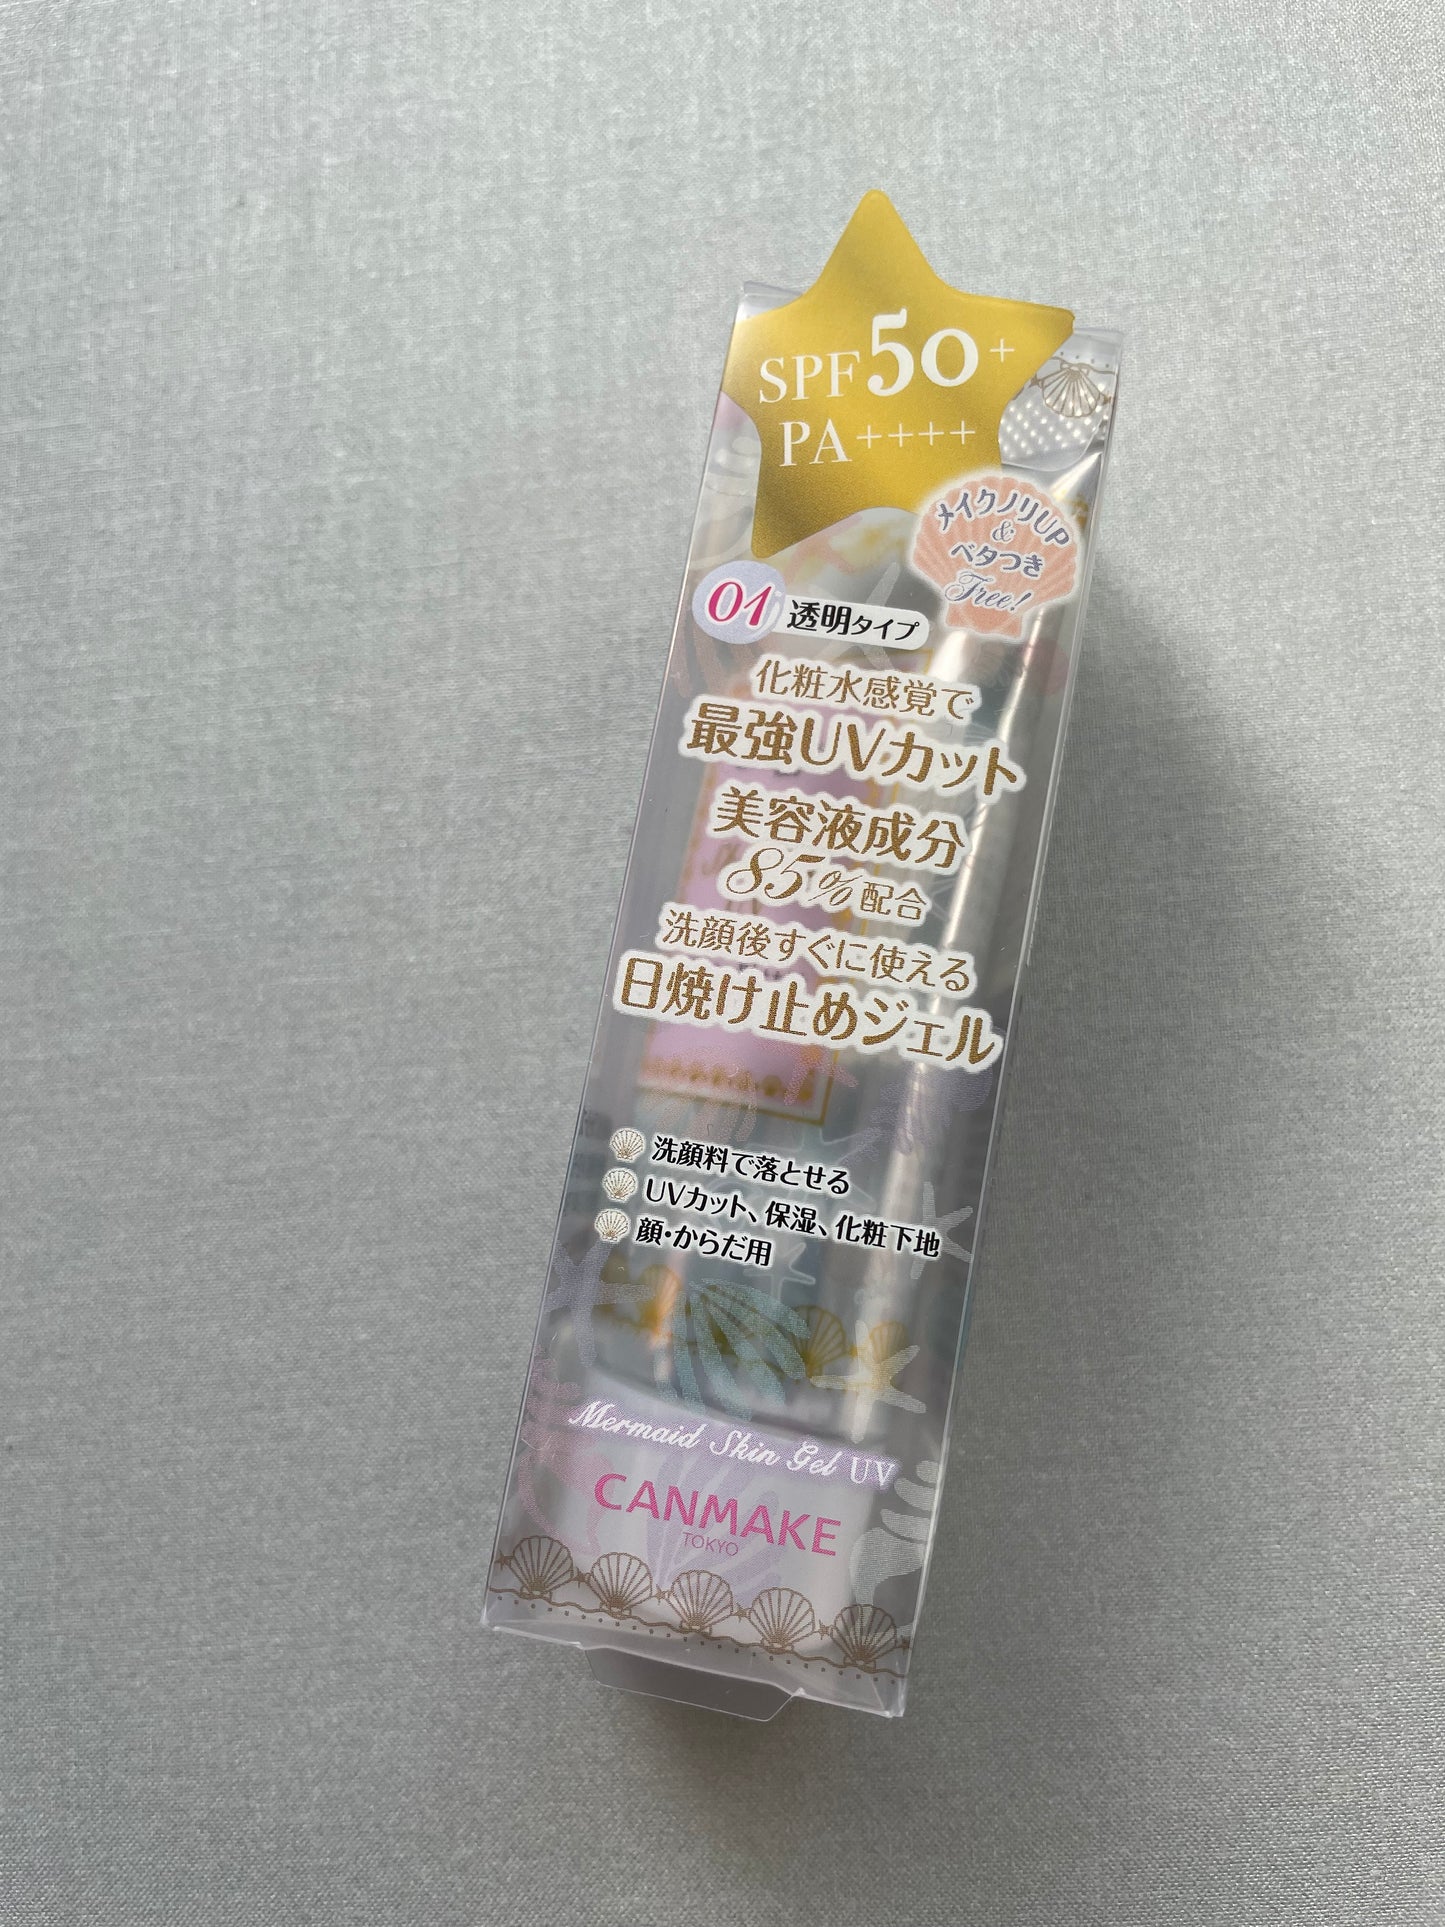 SPF50+
PA++++
メイクノリUP
&
ベタつき
Free!
01 透明タイプ
化粧水感覚で
最強UVカット
美容液成分
85%配合
洗顔後すぐに使える
日焼け止めジェル
洗顔料で落とせる
UVカット、保湿、化粧下地
顔・からだ用
Mermaid Skin Gel UV
CANMAKE
TOKYO